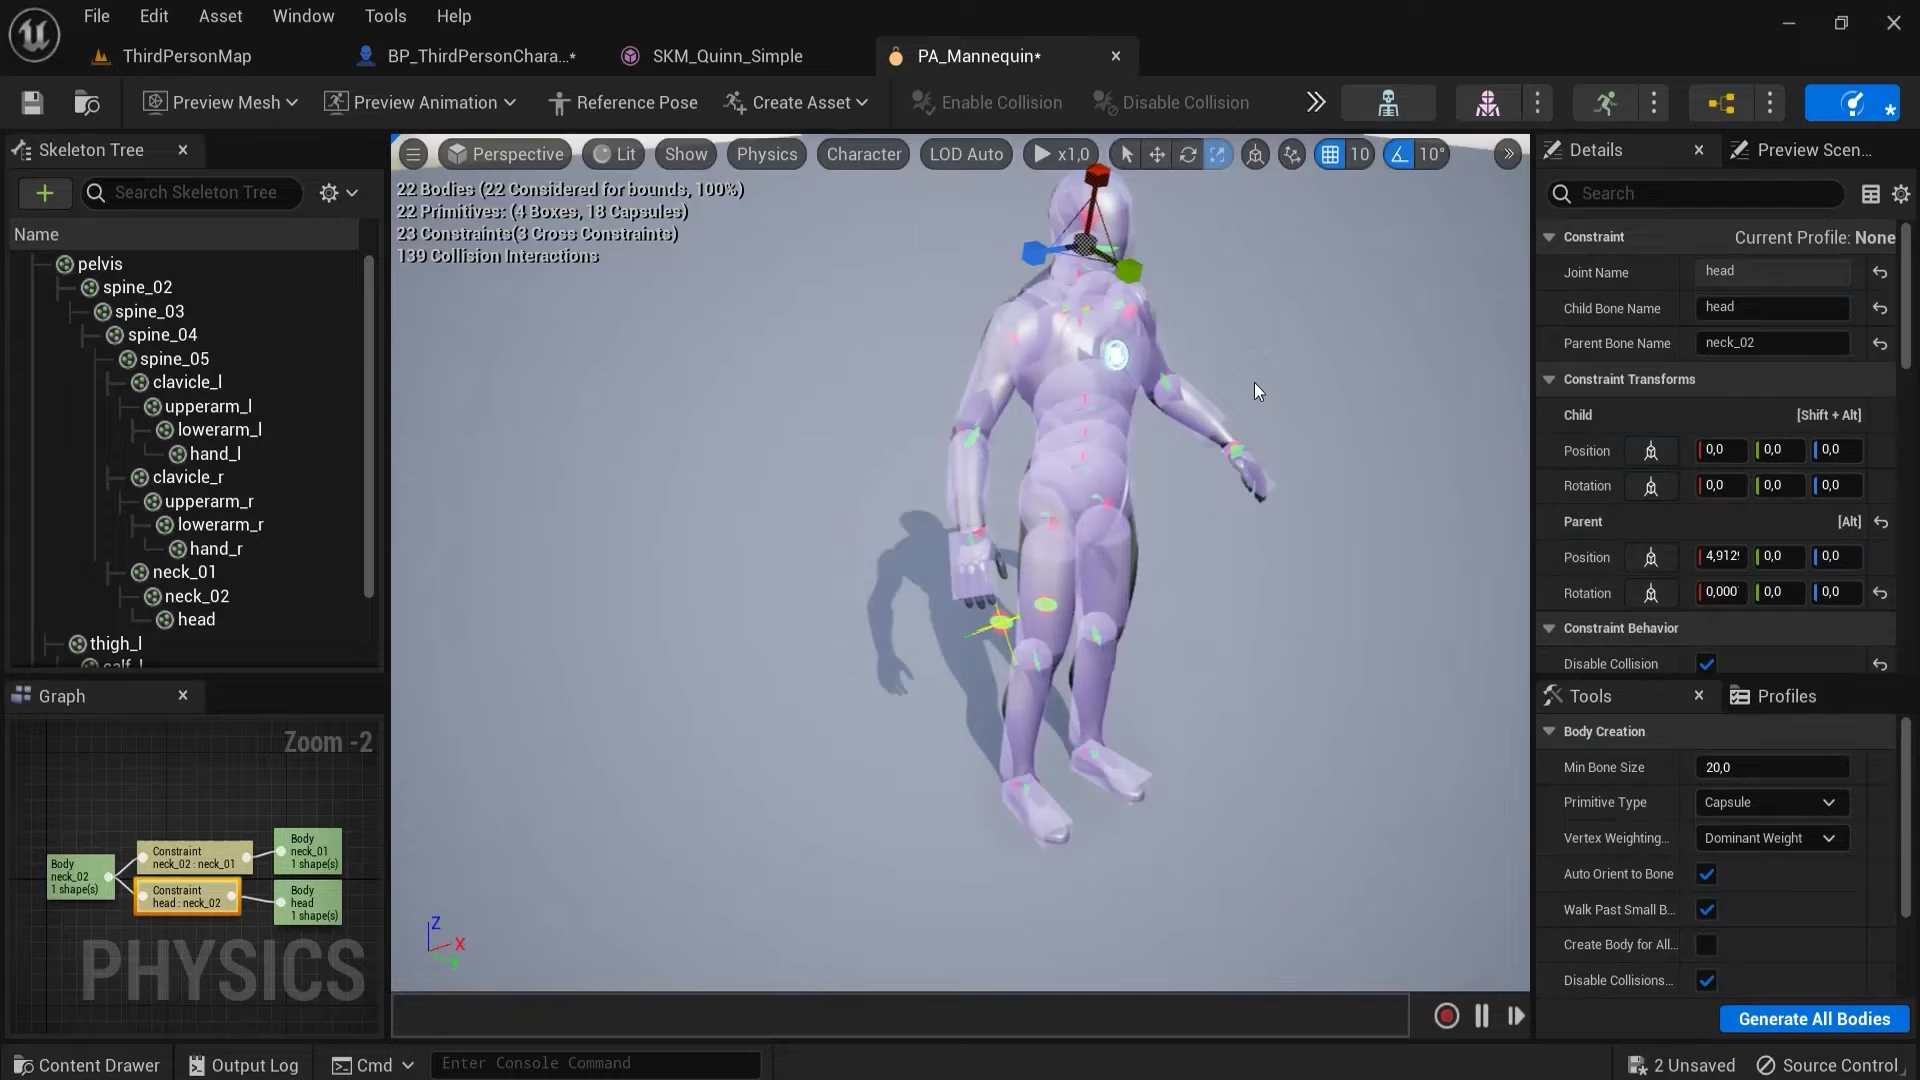 File Edit Asset Window Tools Help
ThirdPersonMap BP_ThirdPersonChara...* SKM_Quinn_Simple PA_Mannequin*
Preview Mesh Preview Animation Reference Pose Create Asset Enable Collision Disable Collision
Skeleton Tree
Search Skeleton Tree
Name
pelvis
spine_02
spine_03
spine_04
spine_05
clavicle_l
upperarm_l
lowerarm_l
hand_l
clavicle_r
upperarm_r
lowerarm_r
hand_r
neck_01
neck_02
head
thigh_l
calf_l
Graph
Zoom -2
Body
neck_02
1 shape(s)
Constraint
neck_02 : neck_01
Constraint
head : neck_02
Body
neck_01
1 shape(s)
Body
head
1 shape(s)
PHYSICS
Perspective Lit Show Physics Character LOD Auto x1,0 10 10°
22 Bodies (22 Considered for bounds, 100%)
22 Primitives: (4 Boxes, 18 Capsules)
23 Constraints(3 Cross Constraints)
139 Collision Interactions
Z
X
Y
Details Preview Scen...
Search
Constraint Current Profile: None
Joint Name head
Child Bone Name head
Parent Bone Name neck_02
Constraint Transforms
Child [Shift + Alt]
Position 0,0 0,0 0,0
Rotation 0,0 0,0 0,0
Parent [Alt]
Position 4,912 0,0 0,0
Rotation 0,000 0,0 0,0
Constraint Behavior
Disable Collision
Tools Profiles
Body Creation
Min Bone Size 20,0
Primitive Type Capsule
Vertex Weighting... Dominant Weight
Auto Orient to Bone
Walk Past Small B...
Create Body for All...
Disable Collisions...
Generate All Bodies
Content Drawer Output Log Cmd Enter Console Command 2 Unsaved Source Control